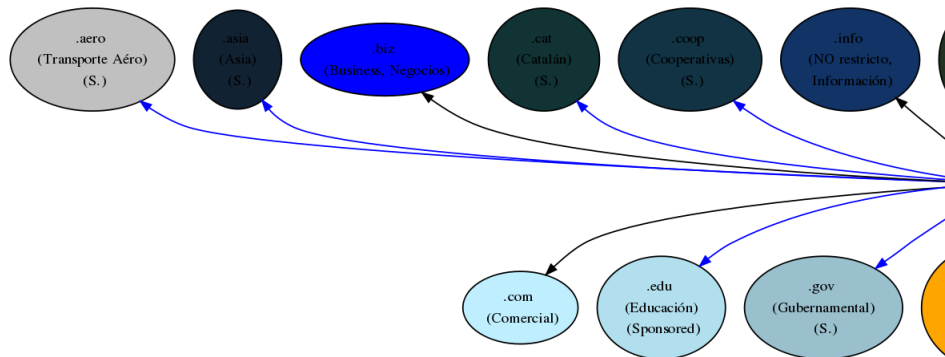 .aero
(Transporte Aéro)
(S.)
.asia
(Asia)
(S.)
.biz
(Business, Negocios)
.cat
(Catalán)
(S.)
.coop
(Cooperativas)
(S.)
.info
(NO restricto,
Información)
.com
(Comercial)
.edu
(Educación)
(Sponsored)
.gov
(Gubernamental)
(S.)